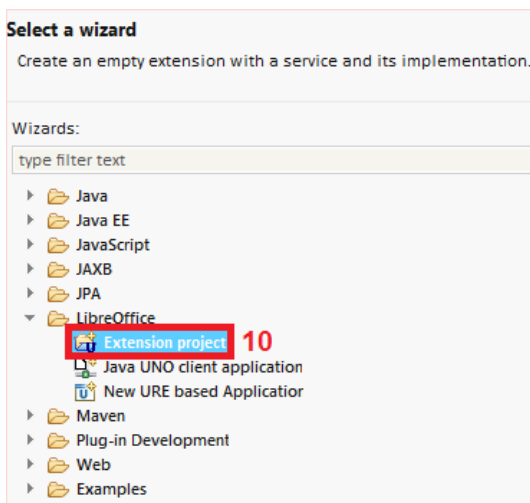 Select a wizard
Create an empty extension with a service and its implementation.
Wizards:
type filter text
Java
Java EE
JavaScript
JAXB
JPA
LibreOffice
Extension project 10
Java UNO client application
New URE based Applicatior
Maven
Plug-in Development
Web
Examples